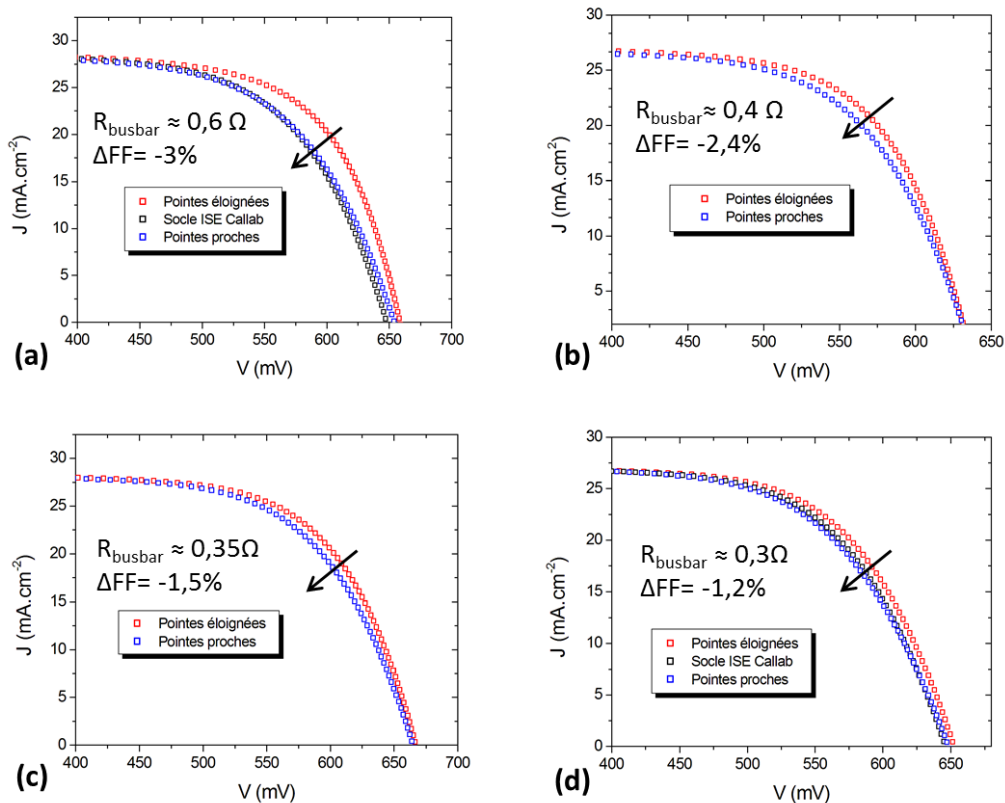 30
25
20
15
10
5
0
J (mA.cm⁻²)
R_busbar ≈ 0,6 Ω
ΔFF= -3%
Pointes éloignées
Socle ISE Callab
Pointes proches
400 450 500 550 600 650 700
V (mV)
(a)
30
25
20
15
10
5
J (mA.cm⁻²)
R_busbar ≈ 0,4 Ω
ΔFF= -2,4%
Pointes éloignées
Pointes proches
400 450 500 550 600 650
V (mV)
(b)
30
25
20
15
10
5
0
J (mA.cm⁻²)
R_busbar ≈ 0,35Ω
ΔFF= -1,5%
Pointes éloignées
Pointes proches
400 450 500 550 600 650 700
V (mV)
(c)
30
25
20
15
10
5
0
J (mA.cm⁻²)
R_busbar ≈ 0,3Ω
ΔFF= -1,2%
Pointes éloignées
Socle ISE Callab
Pointes proches
400 450 500 550 600 650
V (mV)
(d)